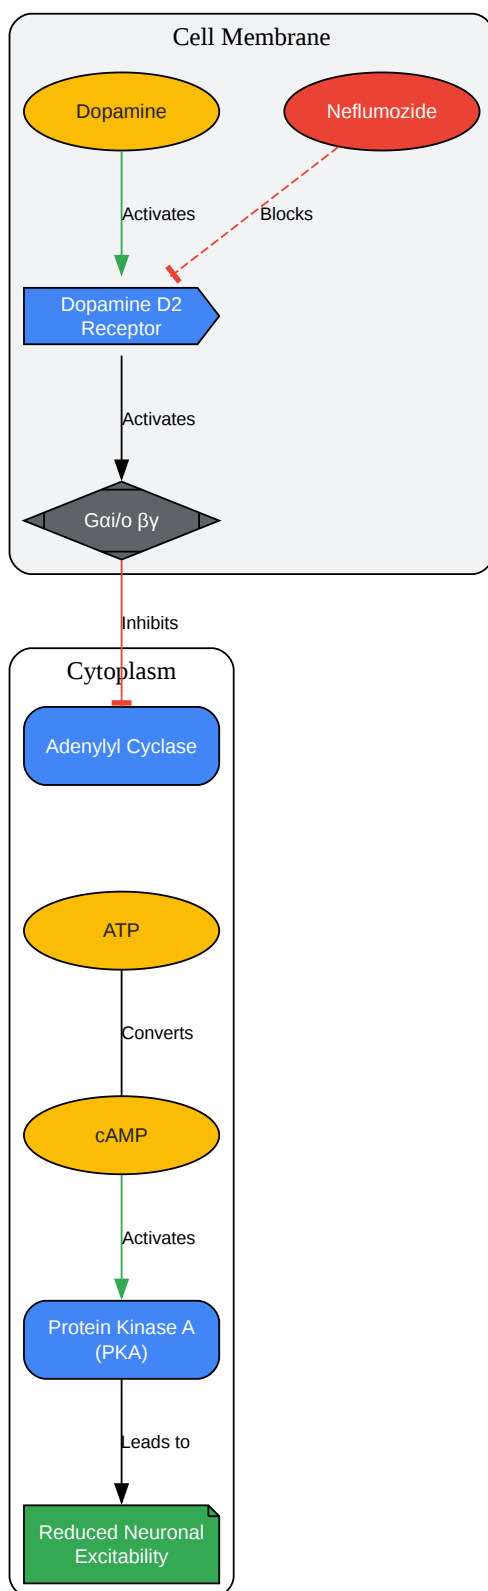 Cell Membrane
Dopamine
Neflumozide
Activates
Blocks
Dopamine D2
Receptor
Activates
Gαi/o βγ
Inhibits
Cytoplasm
Adenylyl Cyclase
ATP
Converts
cAMP
Activates
Protein Kinase A
(PKA)
Leads to
Reduced Neuronal
Excitability